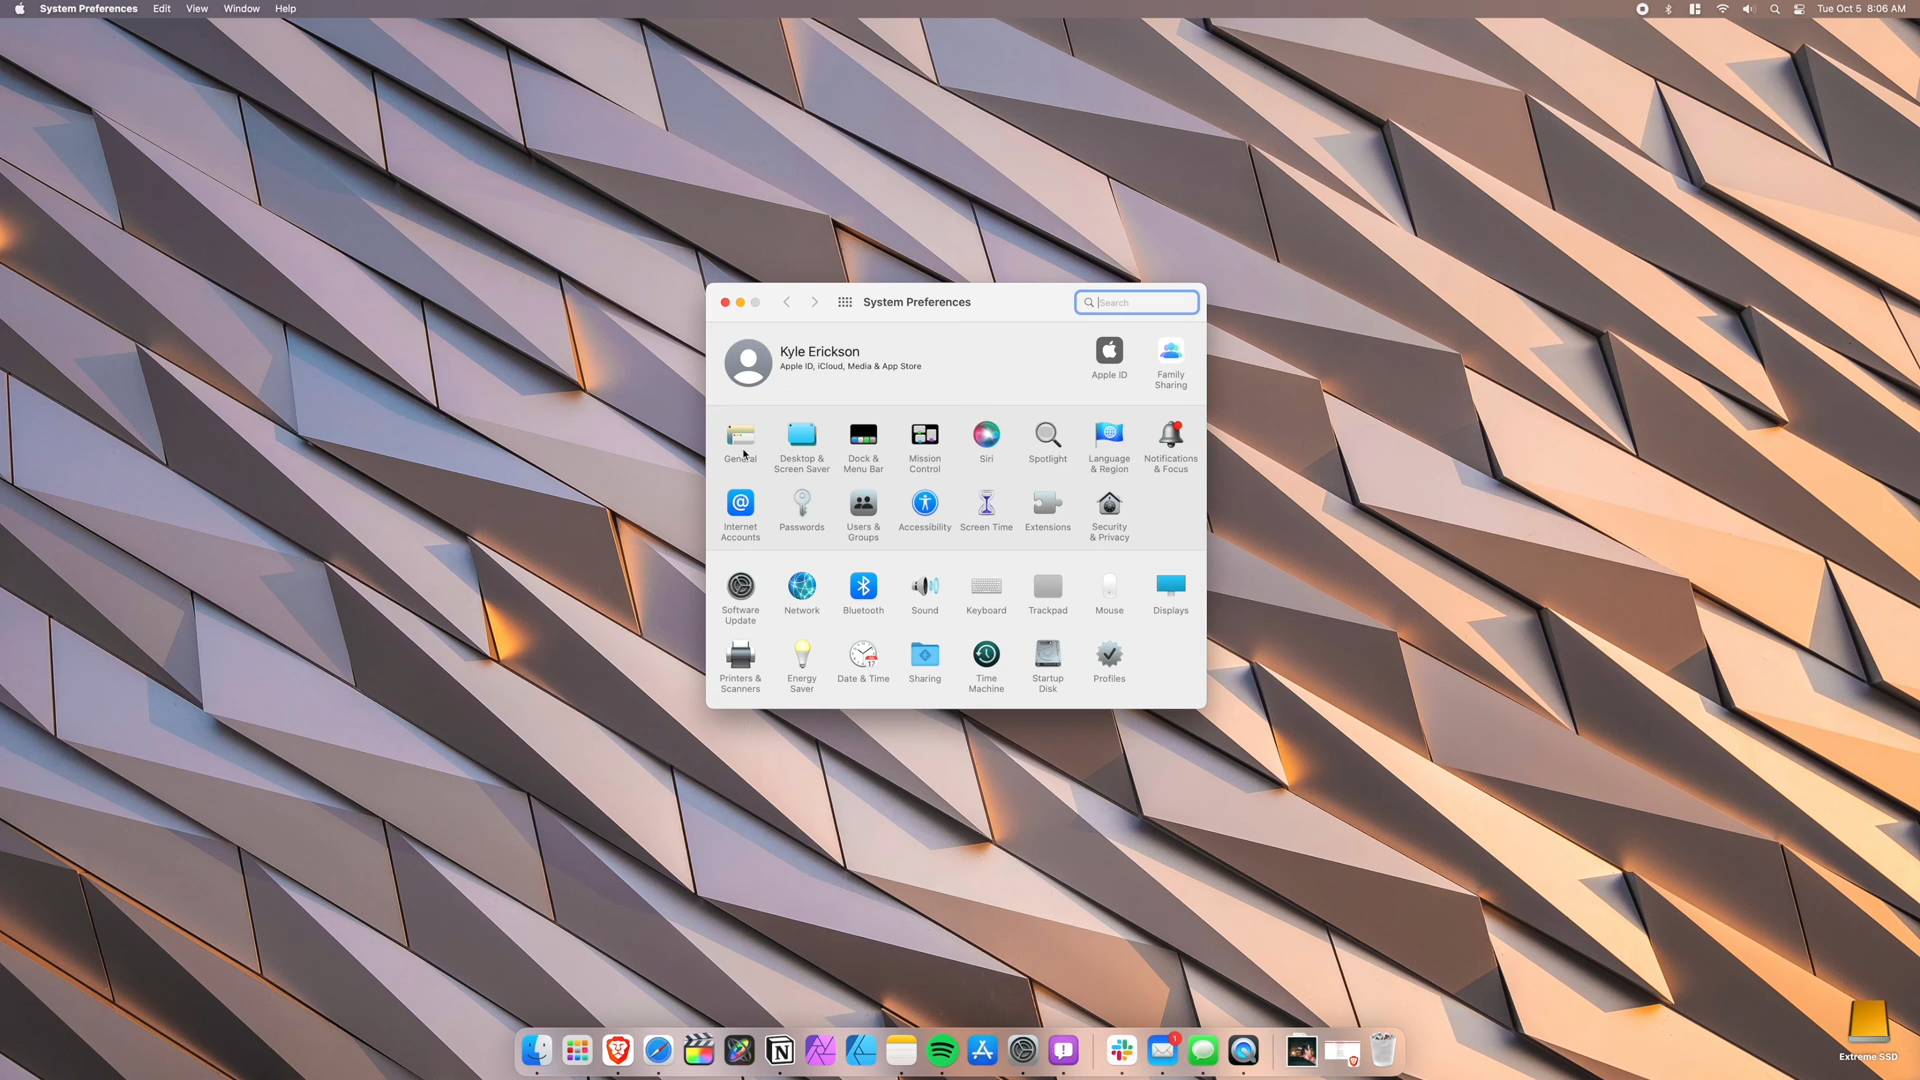 System Preferences Edit View Window Help
Tue Oct 5 8:06 AM
System Preferences
Search
Kyle Erickson
Apple ID, iCloud, Media & App Store
Apple ID
Family
Sharing
General
Desktop &
Screen Saver
Dock &
Menu Bar
Mission
Control
Siri
Spotlight
Language
& Region
Notifications
& Focus
Internet
Accounts
Passwords
Users &
Groups
Accessibility
Screen Time
Extensions
Security
& Privacy
Software
Update
Network
Bluetooth
Sound
Keyboard
Trackpad
Mouse
Displays
Printers &
Scanners
Energy
Saver
17
Date & Time
Sharing
Time
Machine
Startup
Disk
Profiles
1
Extreme SSD